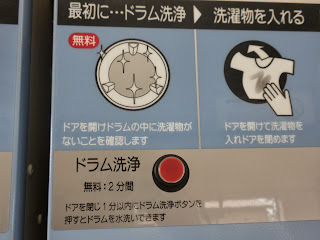 最初に…ドラム洗浄 ▶ 洗濯物を入れる
無料
ドアを開けドラムの中に洗濯物が
ないことを確認します
ドアを開けて洗濯物を
入れドアを閉めます
ドラム洗浄
無料:2分間
ドアを閉じ1分以内にドラム洗浄ボタンを
押すとドラムを水洗いできます